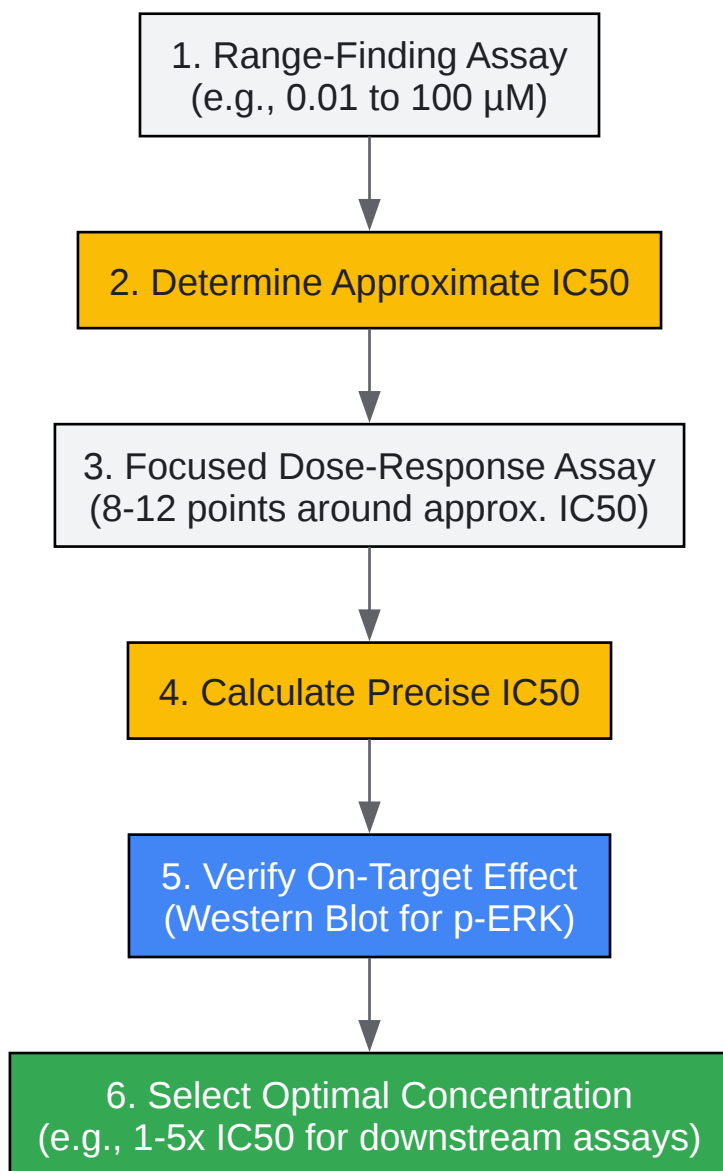 1. Range-Finding Assay
(e.g., 0.01 to 100 µM)
2. Determine Approximate IC50
3. Focused Dose-Response Assay
(8-12 points around approx. IC50)
4. Calculate Precise IC50
5. Verify On-Target Effect
(Western Blot for p-ERK)
6. Select Optimal Concentration
(e.g., 1-5x IC50 for downstream assays)